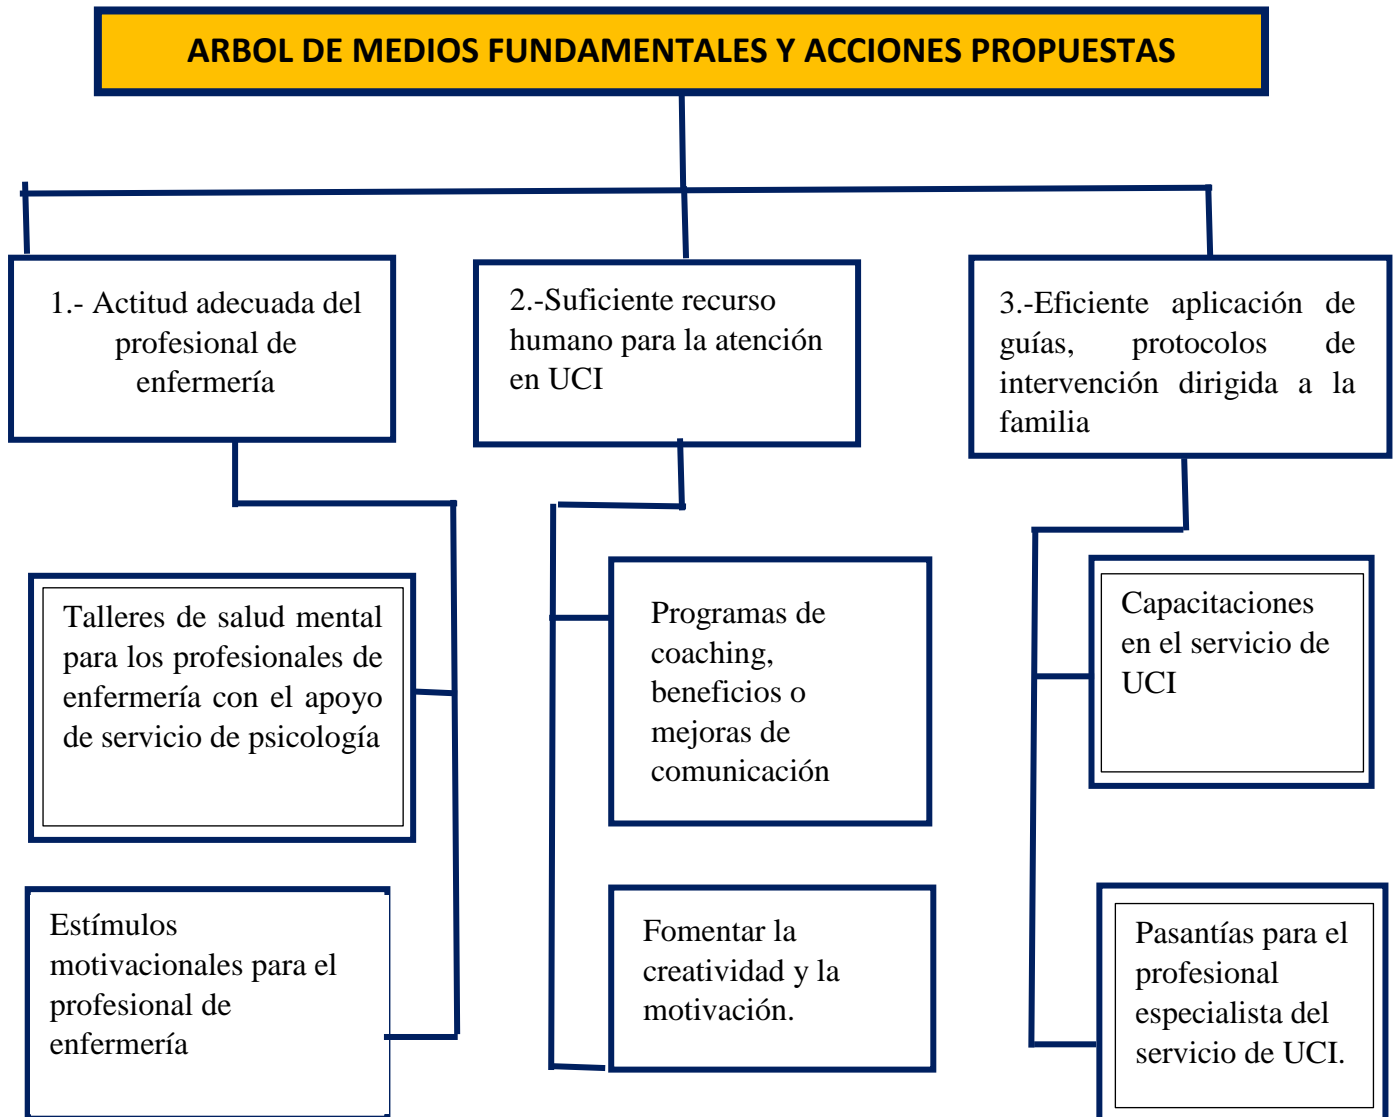 ARBOL DE MEDIOS FUNDAMENTALES Y ACCIONES PROPUESTAS
1.- Actitud adecuada del
profesional de
enfermería
2.-Suficiente recurso
humano para la atención
en UCI
3.-Eficiente aplicación de
guías, protocolos de
intervención dirigida a la
familia
Talleres de salud mental
para los profesionales de
enfermería con el apoyo
de servicio de psicología
Programas de
coaching,
beneficios o
mejoras de
comunicación
Capacitaciones
en el servicio de
UCI
Estímulos
motivacionales para el
profesional de
enfermería
Fomentar la
creatividad y la
motivación.
Pasantías para el
profesional
especialista del
servicio de UCI.